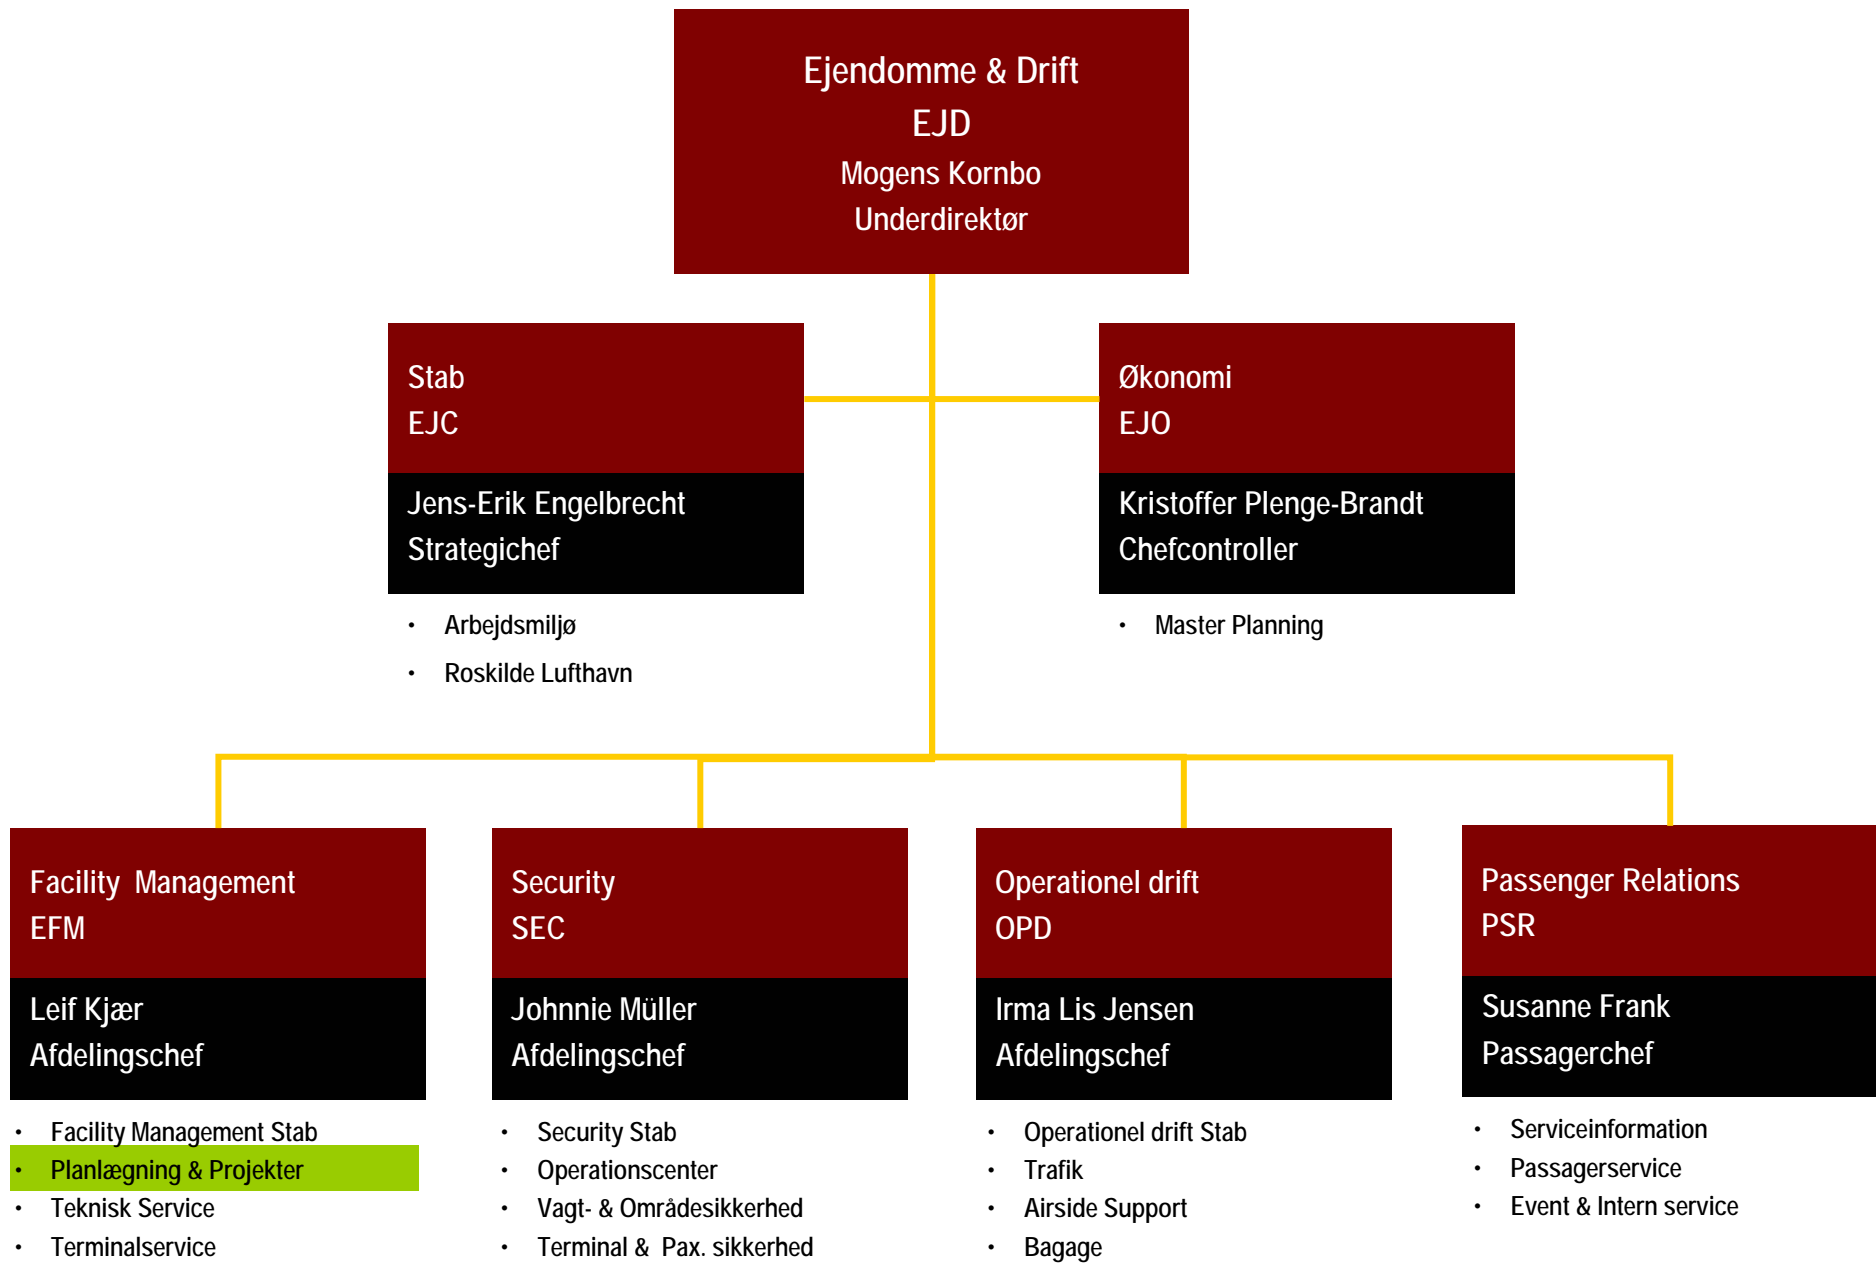 Ejendomme & Drift
EJD
Mogens Kornbo
Underdirektør
Stab
EJC
Jens-Erik Engelbrecht
Strategichef
• Arbejdsmiljø
• Roskilde Lufthavn
Økonomi
EJO
Kristoffer Plenge-Brandt
Chefcontroller
• Master Planning
Facility Management
EFM
Leif Kjær
Afdelingschef
• Facility Management Stab
• Planlægning & Projekter
• Teknisk Service
• Terminalservice
Security
SEC
Johnnie Müller
Afdelingschef
• Security Stab
• Operationscenter
• Vagt- & Områdesikkerhed
• Terminal & Pax. sikkerhed
Operationel drift
OPD
Irma Lis Jensen
Afdelingschef
• Operationel drift Stab
• Trafik
• Airside Support
• Bagage
Passenger Relations
PSR
Susanne Frank
Passagerchef
• Serviceinformation
• Passagerservice
• Event & Intern service